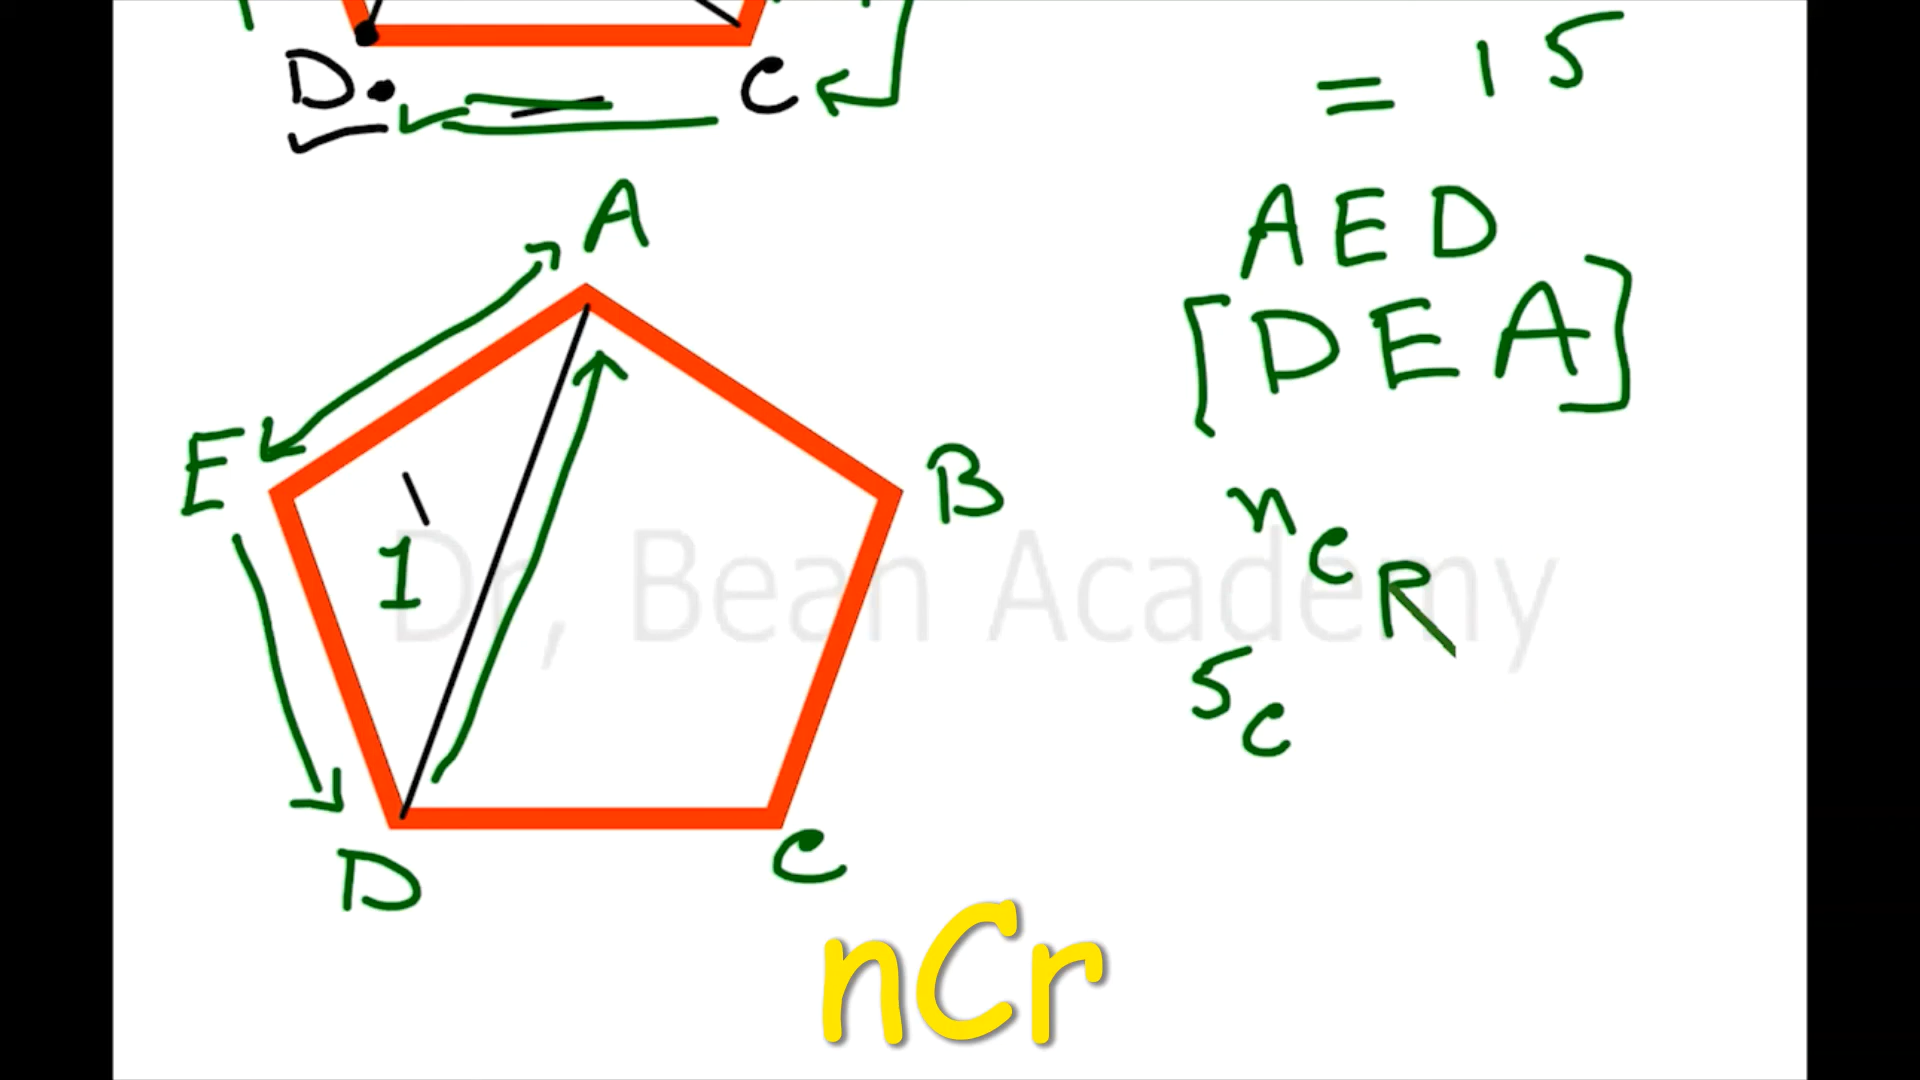 D. C
= 15
A
AED
[DEA]
E
B
1
nCR
5C
Dr, Bean Academy
D
C
nCr